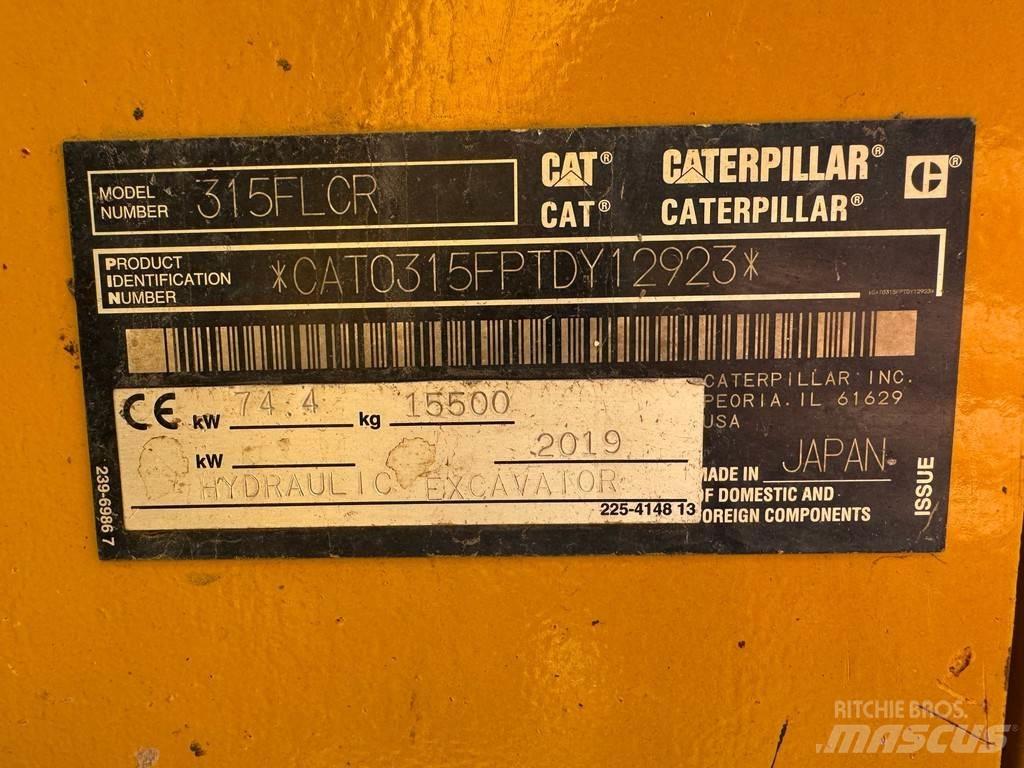 MODEL NUMBER 315FLCR
CAT® CATERPILLAR®
CAT® CATERPILLAR®
PRODUCT IDENTIFICATION NUMBER *CAT0315FPTDY12923*
*CAT0315FPTDY12923*
CATERPILLAR INC.
PEORIA. IL 61629
USA
CE kW 74.4 kg 15500
kW 2019
HYDRAULIC EXCAVATOR
225-4148 13
MADE IN JAPAN
OF DOMESTIC AND
FOREIGN COMPONENTS
239-6986 7
ISSUE
RITCHIE BROS.
MASCUS